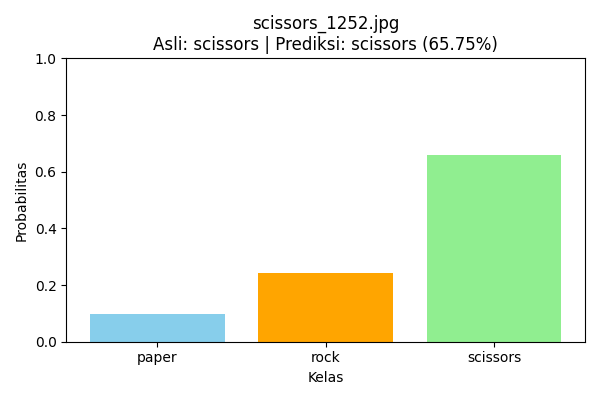 scissors_1252.jpg
Asli: scissors | Prediksi: scissors (65.75%)
1.0
0.8
0.6
0.4
0.2
0.0
Probabilitas
paper rock scissors
Kelas